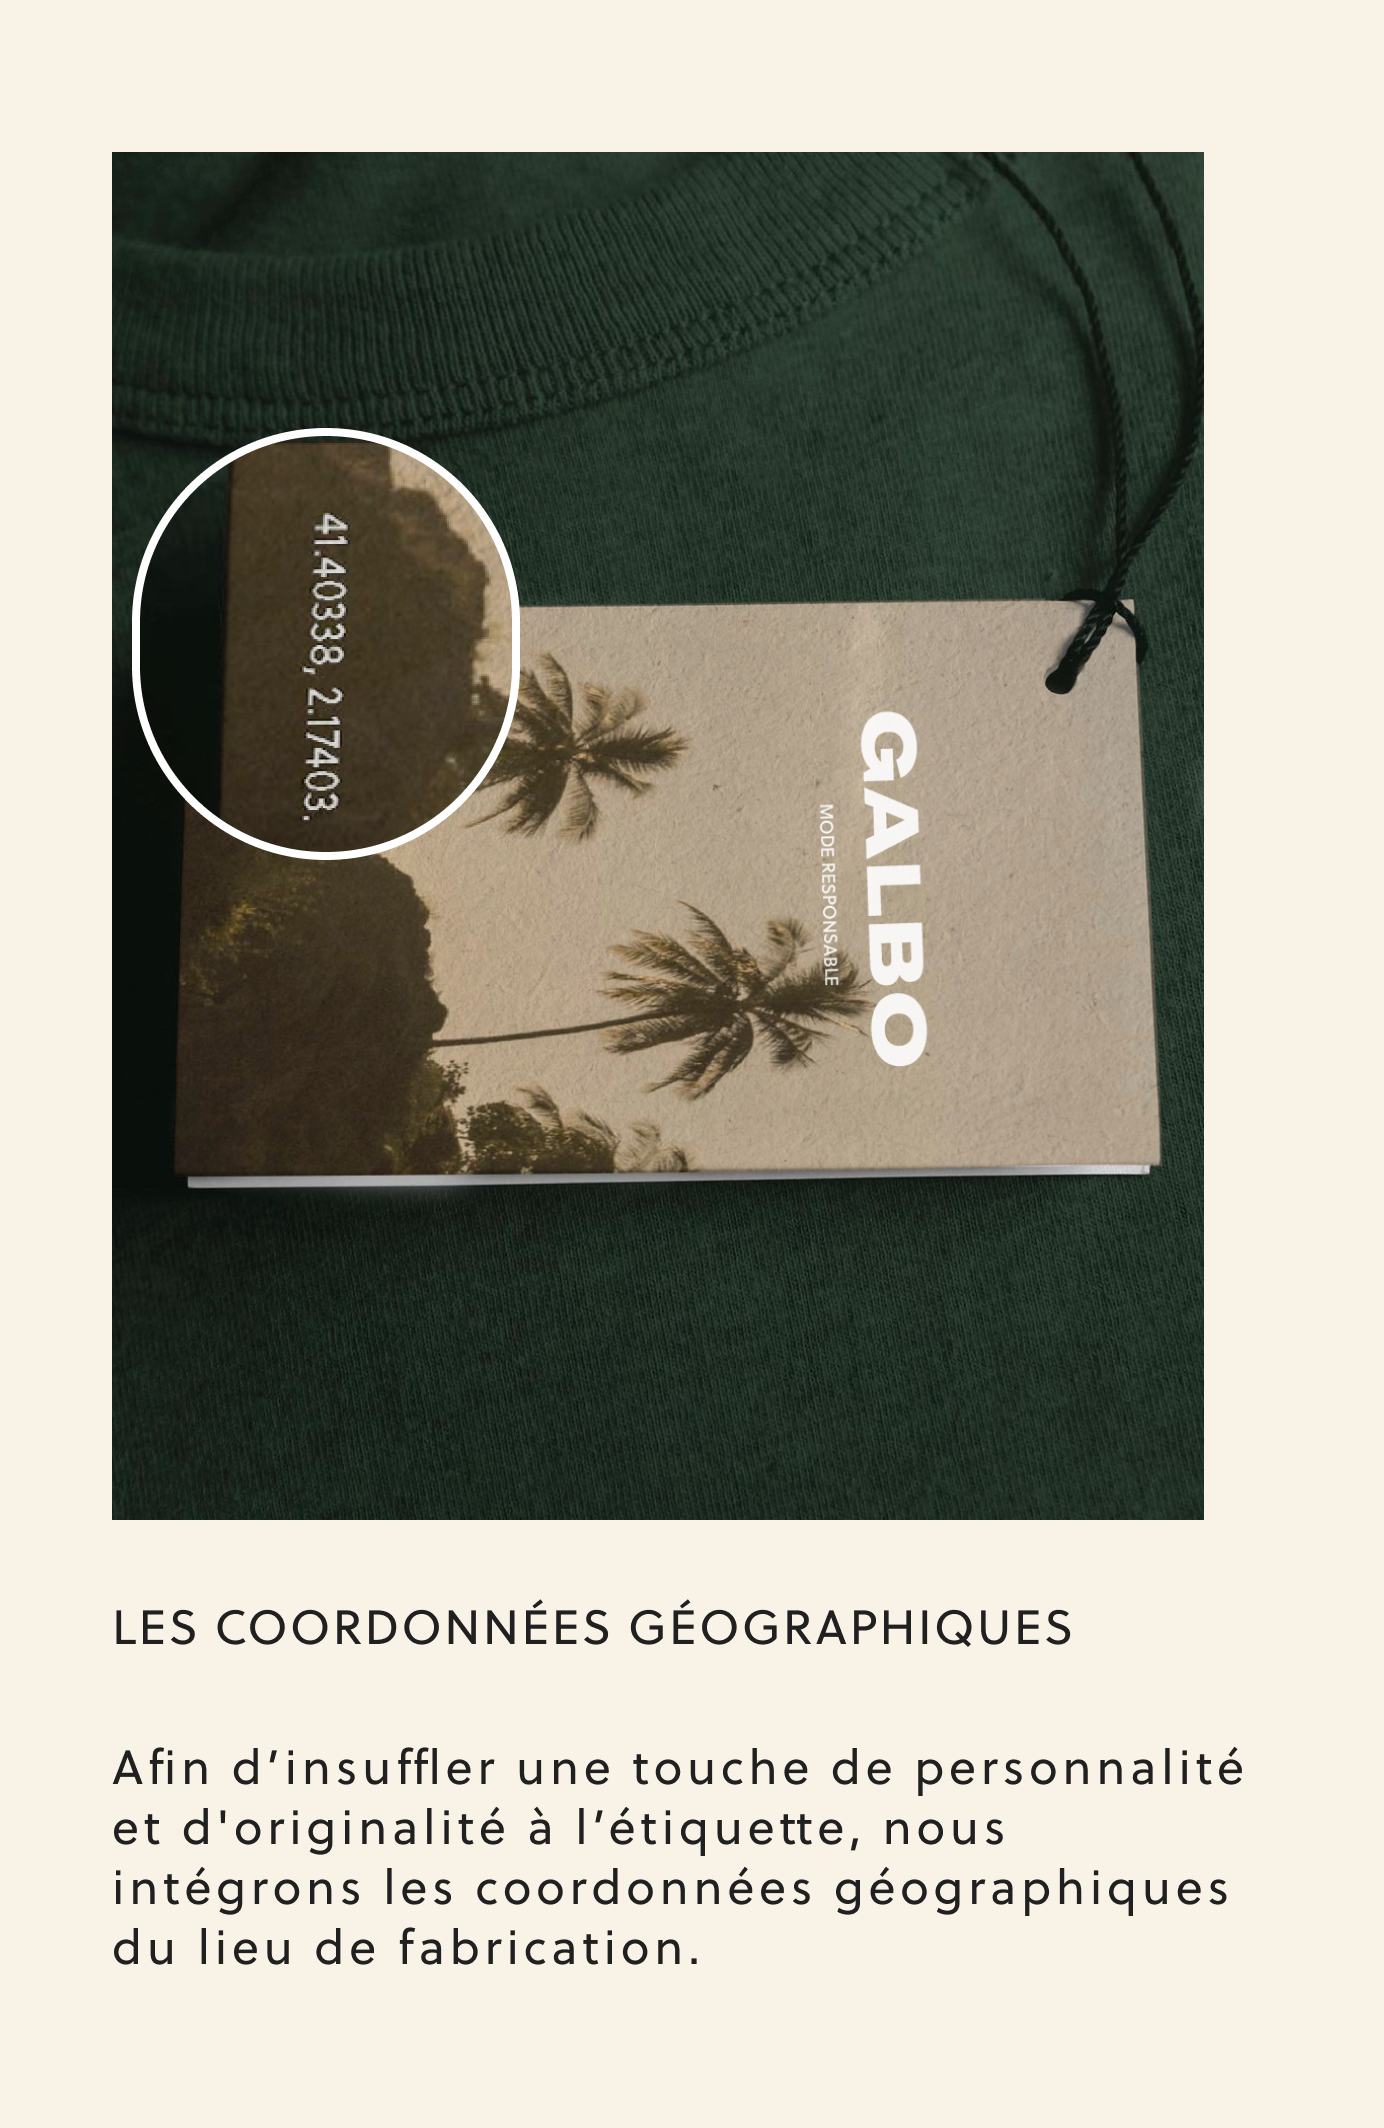 41.40338, 2.17403.
GALBO
MODE RESPONSABLE
LES COORDONNÉES GÉOGRAPHIQUES
Afin d’insuffler une touche de personnalité
et d'originalité à l’étiquette, nous
intégrons les coordonnées géographiques
du lieu de fabrication.